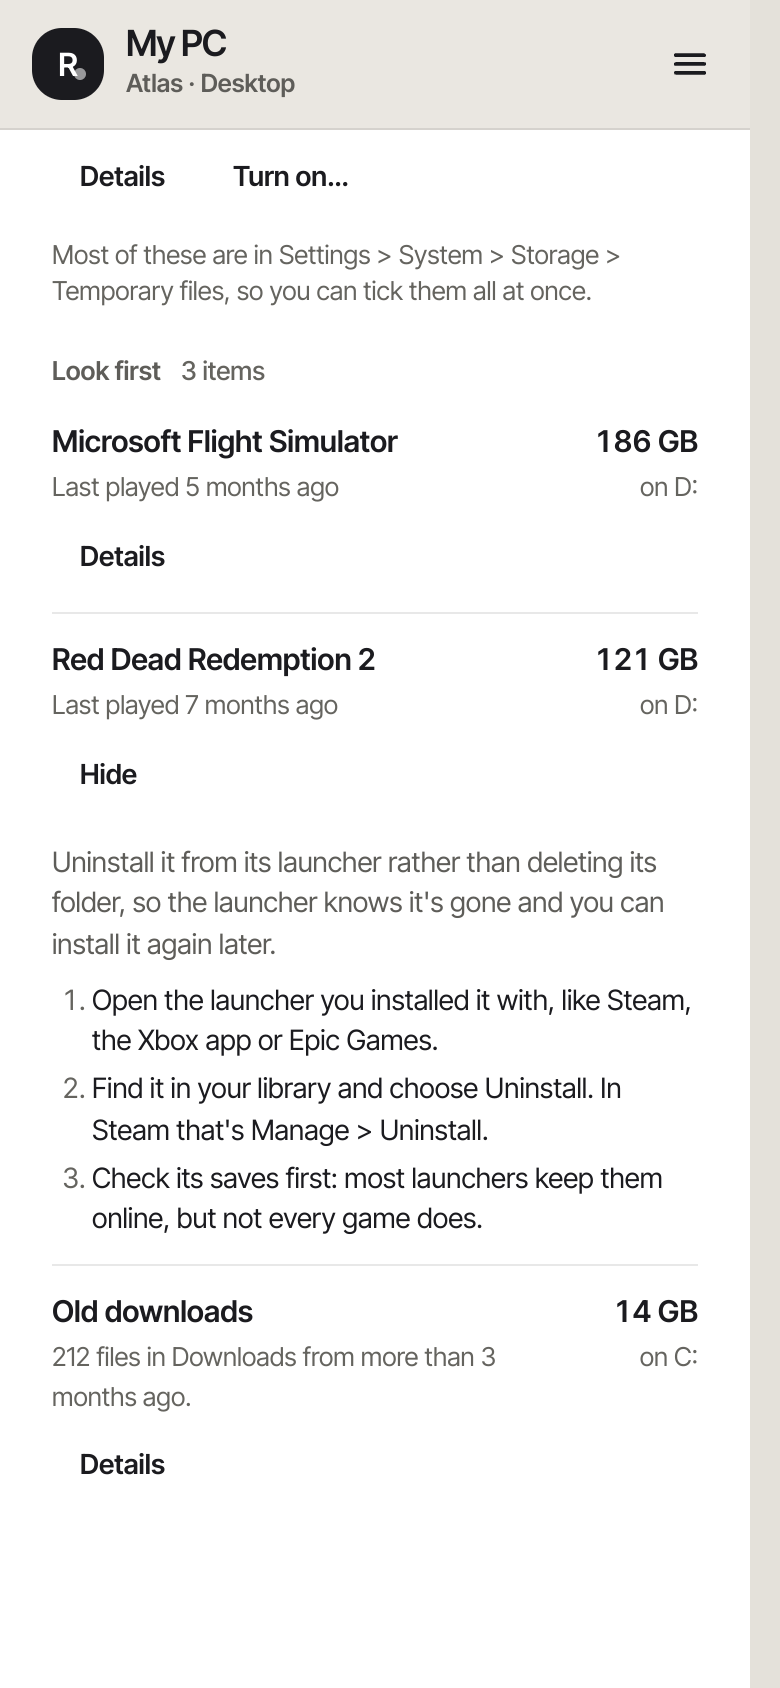 R
My PC
Atlas · Desktop
Details Turn on...
Most of these are in Settings > System > Storage >
Temporary files, so you can tick them all at once.
Look first 3 items
Microsoft Flight Simulator 186 GB
Last played 5 months ago on D:
Details
Red Dead Redemption 2 121 GB
Last played 7 months ago on D:
Hide
Uninstall it from its launcher rather than deleting its
folder, so the launcher knows it's gone and you can
install it again later.
1. Open the launcher you installed it with, like Steam,
the Xbox app or Epic Games.
2. Find it in your library and choose Uninstall. In
Steam that's Manage > Uninstall.
3. Check its saves first: most launchers keep them
online, but not every game does.
Old downloads 14 GB
212 files in Downloads from more than 3 on C:
months ago.
Details